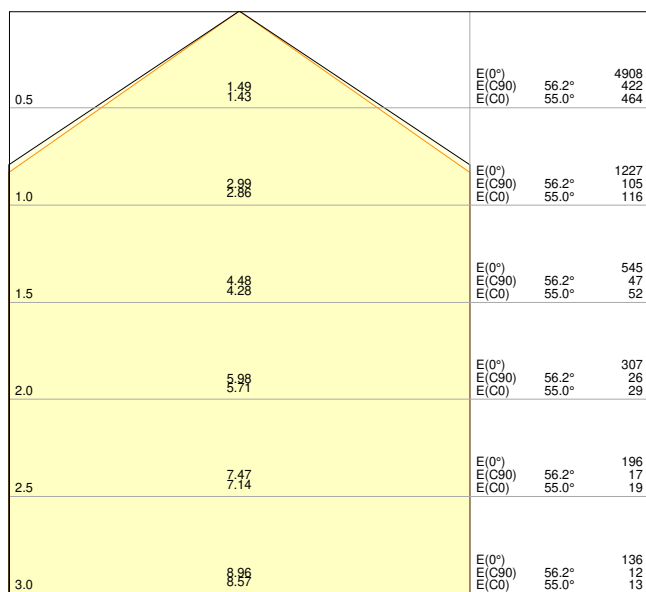 E(0°) 4908
1.49 E(C90) 56.2° 422
0.5 1.43 E(C0) 55.0° 464
E(0°) 1227
2.99 E(C90) 56.2° 105
1.0 2.86 E(C0) 55.0° 116
E(0°) 545
4.48 E(C90) 56.2° 47
1.5 4.28 E(C0) 55.0° 52
E(0°) 307
5.98 E(C90) 56.2° 26
2.0 5.71 E(C0) 55.0° 29
E(0°) 196
7.47 E(C90) 56.2° 17
2.5 7.14 E(C0) 55.0° 19
E(0°) 136
8.96 E(C90) 56.2° 12
3.0 8.57 E(C0) 55.0° 13